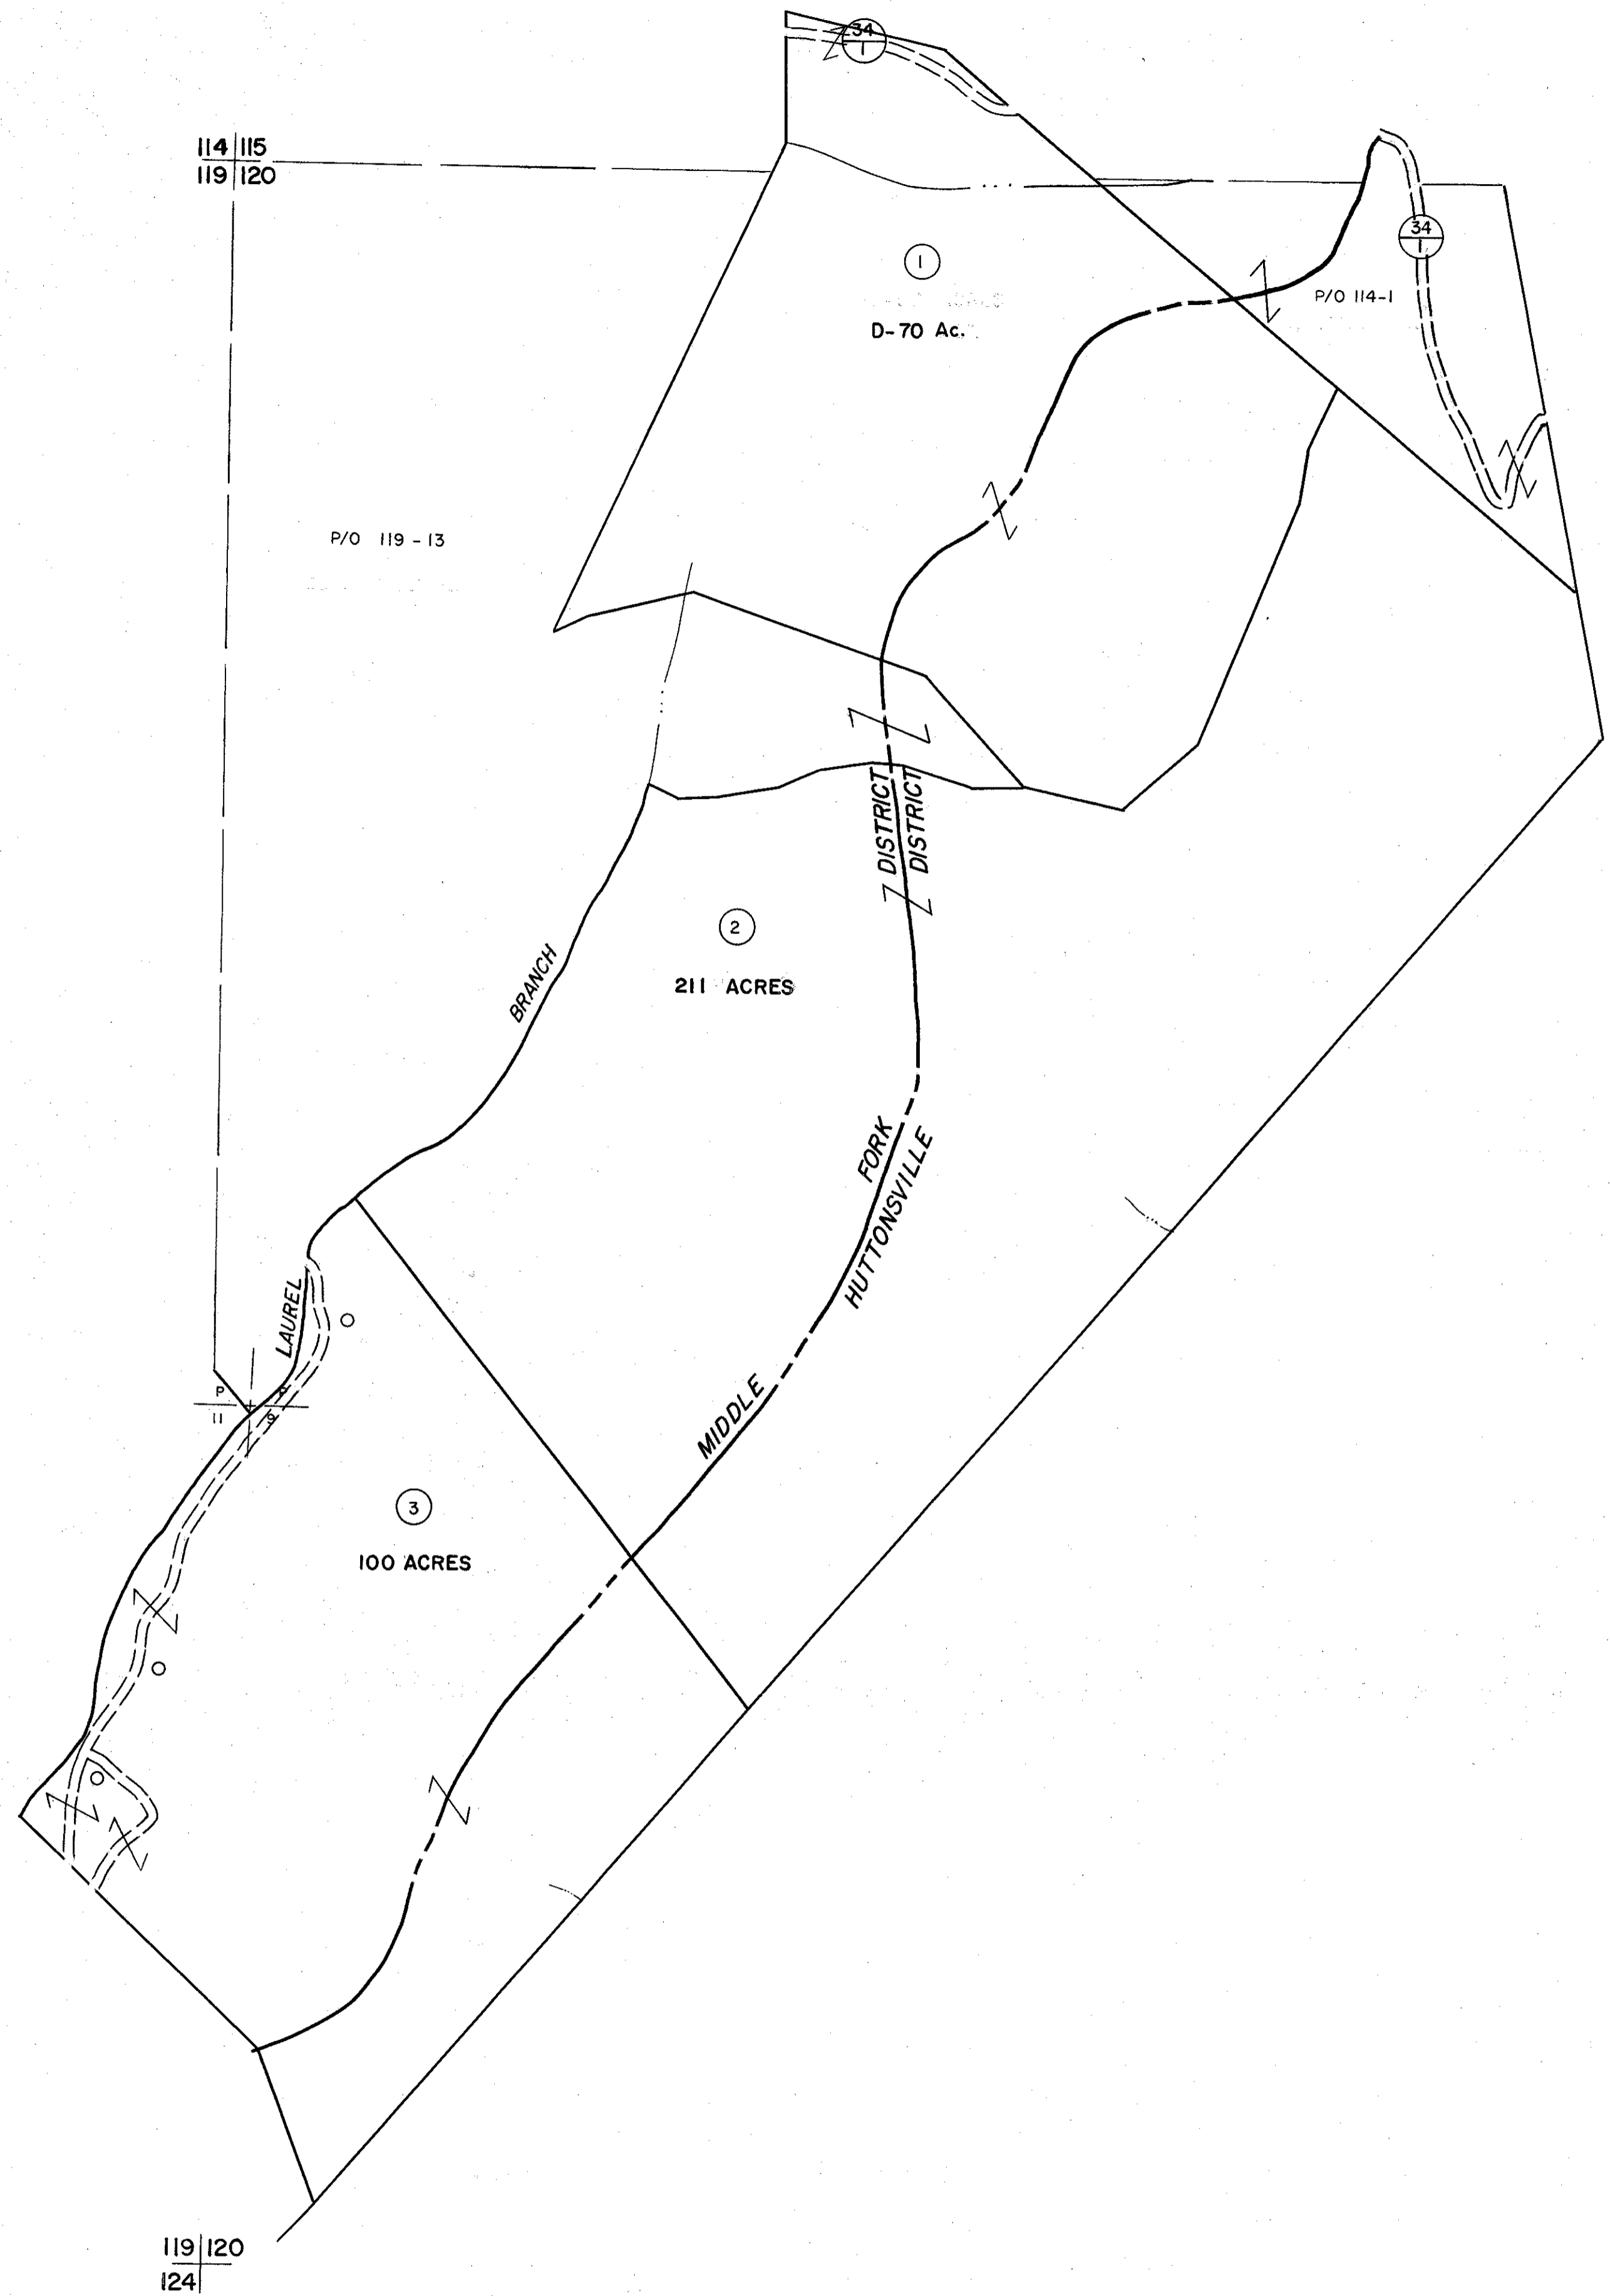 34
1
114 115
119 120
34
1
1
P/O 114-1
D-70 Ac.
P/O 119-13
DISTRICT
DISTRICT
2
211 ACRES
BRANCH
FORK
HUTTONSVILLE
LAUREL
MIDDLE
P
11
3
100 ACRES
119 120
124